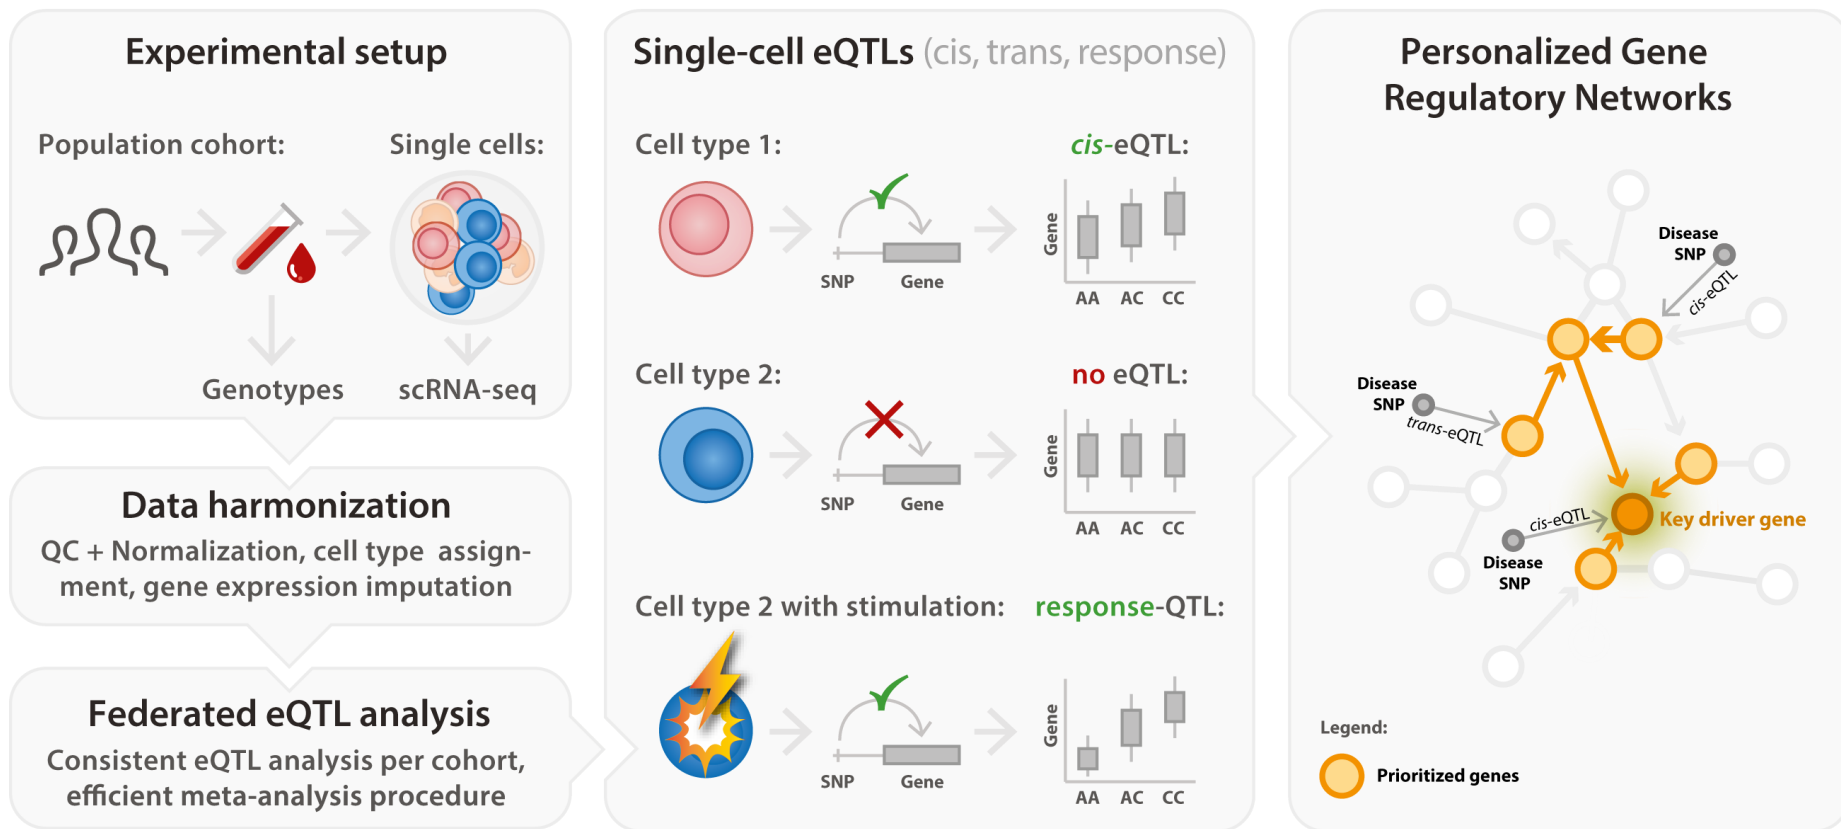 Experimental setup
Population cohort:
Single cells:
Genotypes
scRNA-seq
Data harmonization
QC + Normalization, cell type assign-
ment, gene expression imputation
Federated eQTL analysis
Consistent eQTL analysis per cohort,
efficient meta-analysis procedure
Single-cell eQTLs (cis, trans, response)
Cell type 1:
cis-eQTL:
SNP
Gene
Gene
AA
AC
CC
Cell type 2:
no eQTL:
SNP
Gene
Gene
AA
AC
CC
Cell type 2 with stimulation:
response-QTL:
SNP
Gene
Gene
AA
AC
CC
Personalized Gene
Regulatory Networks
Disease
SNP
cis-eQTL
Disease
SNP
trans-eQTL
cis-eQTL
Key driver gene
Disease
SNP
Legend:
Prioritized genes